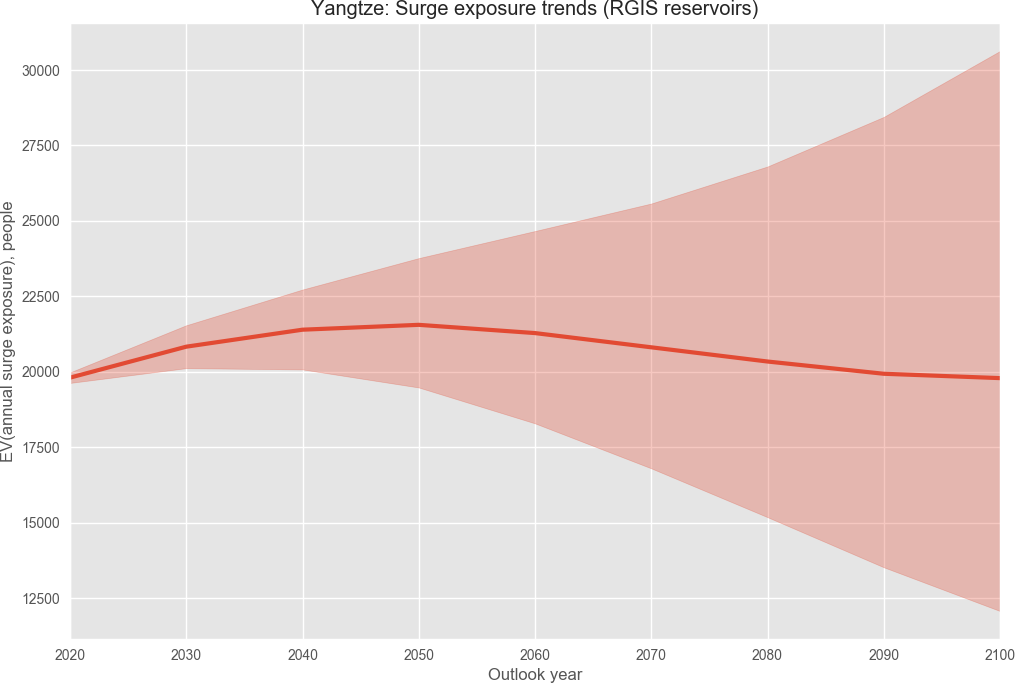 Yangtze: Surge exposure trends (RGIS reservoirs)
EV(annual surge exposure), people
30000
27500
25000
22500
20000
17500
15000
12500
2020 2030 2040 2050 2060 2070 2080 2090 2100
Outlook year